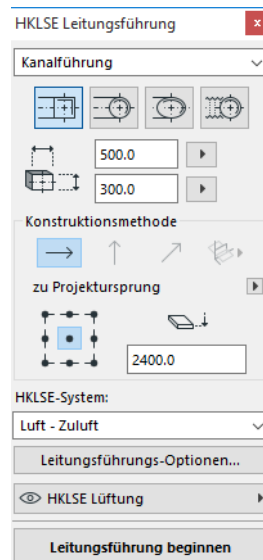 HKLSE Leitungsführung
Kanalführung
500.0
300.0
Konstruktionsmethode
zu Projektursprung
2400.0
HKLSE-System:
Luft - Zuluft
Leitungsführungs-Optionen...
HKLSE Lüftung
Leitungsführung beginnen